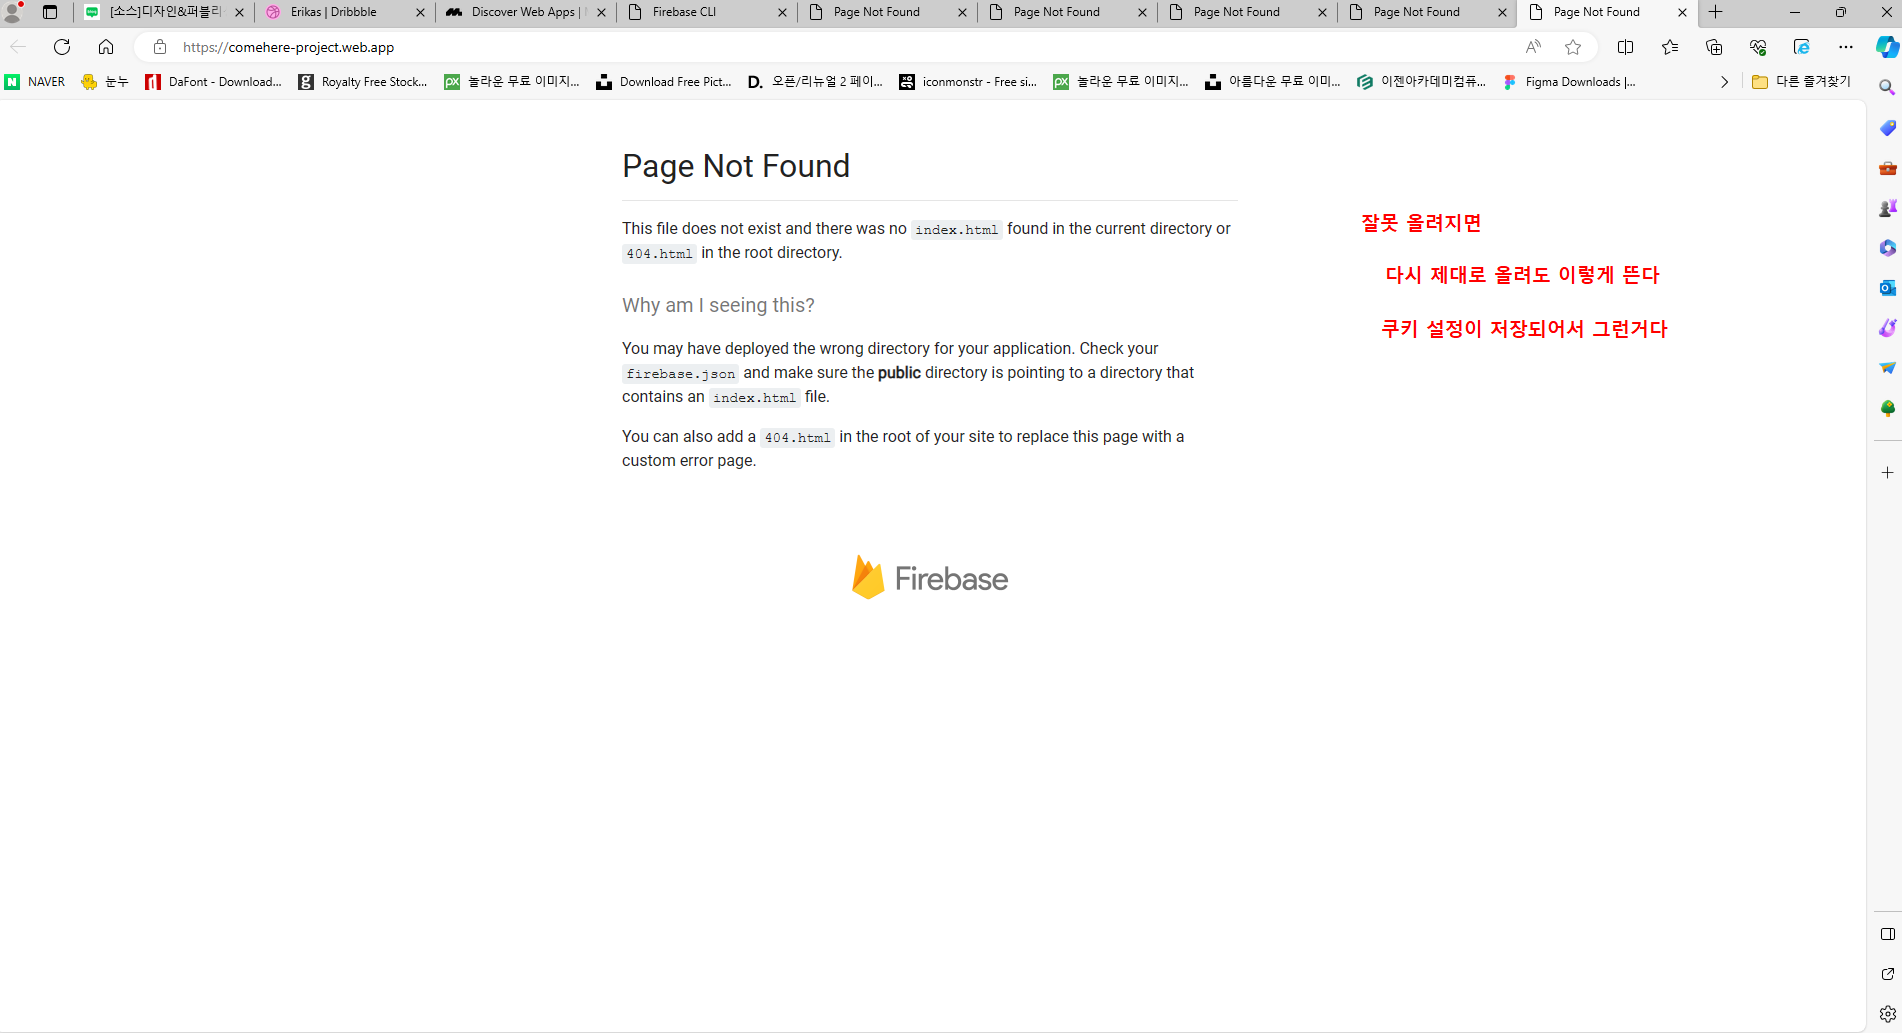 [소스]디자인&퍼블리
Erikas | Dribbble
Discover Web Apps |
Firebase CLI
Page Not Found
Page Not Found
Page Not Found
Page Not Found
Page Not Found
https://comehere-project.web.app
NAVER
눈누
DaFont - Download...
Royalty Free Stock...
놀라운 무료 이미지...
Download Free Pict...
오픈/리뉴얼 2 페이...
iconmonstr - Free si...
놀라운 무료 이미지...
아름다운 무료 이미...
이젠아카데미컴퓨...
Figma Downloads |...
다른 즐겨찾기
Page Not Found
This file does not exist and there was no index.html found in the current directory or
404.html in the root directory.
Why am I seeing this?
You may have deployed the wrong directory for your application. Check your
firebase.json and make sure the public directory is pointing to a directory that
contains an index.html file.
You can also add a 404.html in the root of your site to replace this page with a
custom error page.
Firebase
잘못 올려지면
다시 제대로 올려도 이렇게 뜬다
쿠키 설정이 저장되어서 그런거다